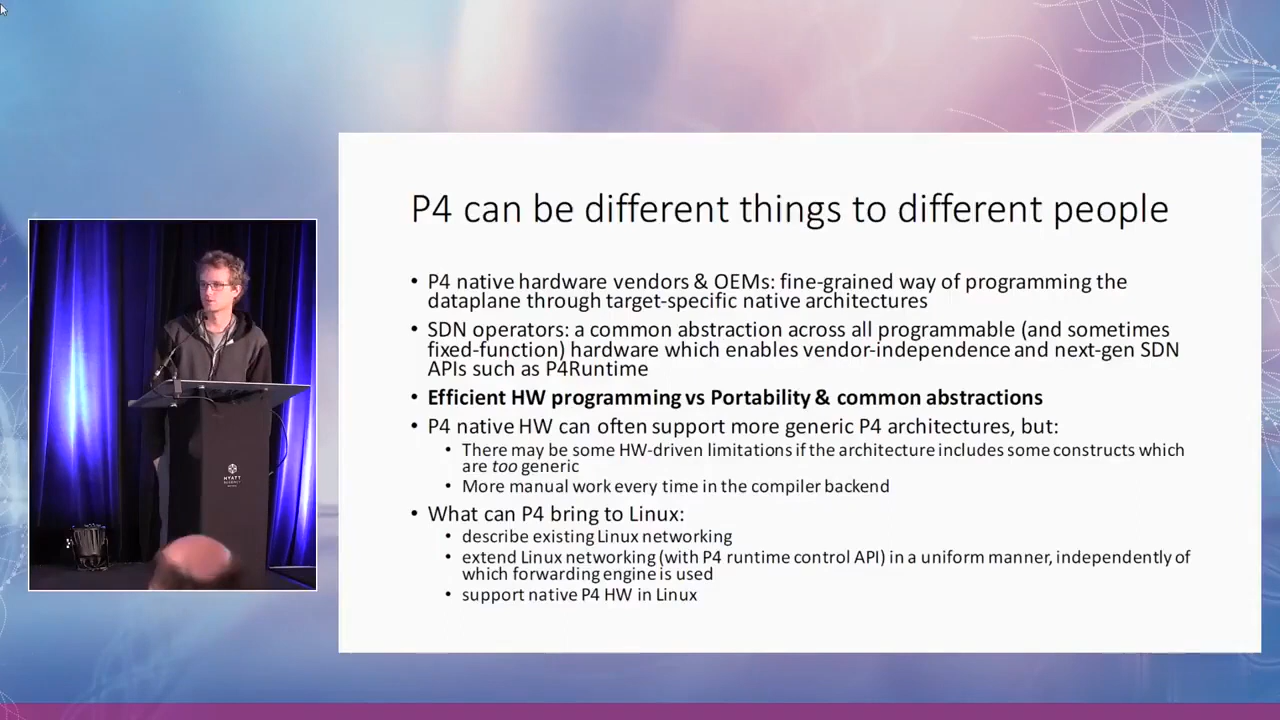 P4 can be different things to different people
• P4 native hardware vendors & OEMs: fine-grained way of programming the
dataplane through target-specific native architectures
• SDN operators: a common abstraction across all programmable (and sometimes
fixed-function) hardware which enables vendor-independence and next-gen SDN
APIs such as P4Runtime
• Efficient HW programming vs Portability & common abstractions
• P4 native HW can often support more generic P4 architectures, but:
• There may be some HW-driven limitations if the architecture includes some constructs which
are too generic
• More manual work every time in the compiler backend
• What can P4 bring to Linux:
• describe existing Linux networking
• extend Linux networking (with P4 runtime control API) in a uniform manner, independently of
which forwarding engine is used
• support native P4 HW in Linux
HYATT